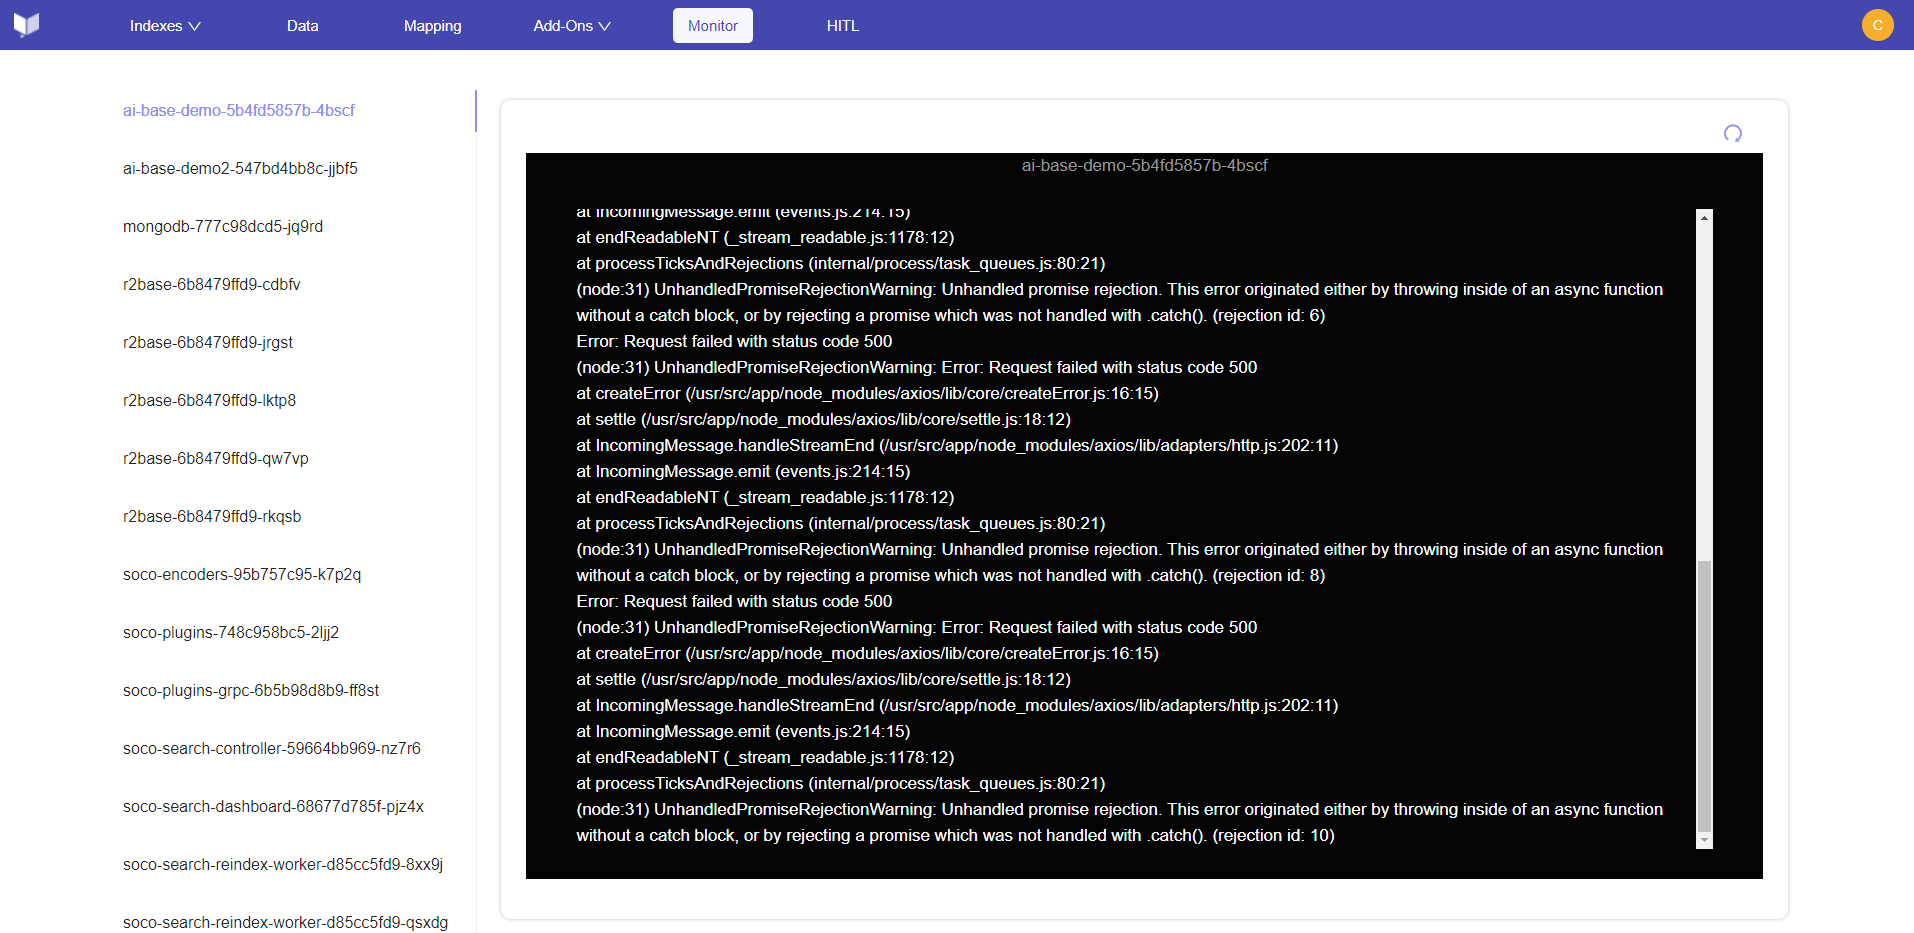 Indexes
Data
Mapping
Add-Ons
Monitor
HITL
C
ai-base-demo-5b4fd5857b-4bscf
ai-base-demo2-547bd4bb8c-jjbf5
mongodb-777c98dcd5-jq9rd
r2base-6b8479ffd9-cdbfv
r2base-6b8479ffd9-jrgst
r2base-6b8479ffd9-lktp8
r2base-6b8479ffd9-qw7vp
r2base-6b8479ffd9-rkqsb
soco-encoders-95b757c95-k7p2q
soco-plugins-748c958bc5-2ljj2
soco-plugins-grpc-6b5b98d8b9-ff8st
soco-search-controller-59664bb969-nz7r6
soco-search-dashboard-68677d785f-pjz4x
soco-search-reindex-worker-d85cc5fd9-8xx9j
soco-search-reindex-worker-d85cc5fd9-qsxdg
ai-base-demo-5b4fd5857b-4bscf
at IncomingMessage.emit (events.js:214:15)
at endReadableNT (_stream_readable.js:1178:12)
at processTicksAndRejections (internal/process/task_queues.js:80:21)
(node:31) UnhandledPromiseRejectionWarning: Unhandled promise rejection. This error originated either by throwing inside of an async function
without a catch block, or by rejecting a promise which was not handled with .catch(). (rejection id: 6)
Error: Request failed with status code 500
(node:31) UnhandledPromiseRejectionWarning: Error: Request failed with status code 500
at createError (/usr/src/app/node_modules/axios/lib/core/createError.js:16:15)
at settle (/usr/src/app/node_modules/axios/lib/core/settle.js:18:12)
at IncomingMessage.handleStreamEnd (/usr/src/app/node_modules/axios/lib/adapters/http.js:202:11)
at IncomingMessage.emit (events.js:214:15)
at endReadableNT (_stream_readable.js:1178:12)
at processTicksAndRejections (internal/process/task_queues.js:80:21)
(node:31) UnhandledPromiseRejectionWarning: Unhandled promise rejection. This error originated either by throwing inside of an async function
without a catch block, or by rejecting a promise which was not handled with .catch(). (rejection id: 8)
Error: Request failed with status code 500
(node:31) UnhandledPromiseRejectionWarning: Error: Request failed with status code 500
at createError (/usr/src/app/node_modules/axios/lib/core/createError.js:16:15)
at settle (/usr/src/app/node_modules/axios/lib/core/settle.js:18:12)
at IncomingMessage.handleStreamEnd (/usr/src/app/node_modules/axios/lib/adapters/http.js:202:11)
at IncomingMessage.emit (events.js:214:15)
at endReadableNT (_stream_readable.js:1178:12)
at processTicksAndRejections (internal/process/task_queues.js:80:21)
(node:31) UnhandledPromiseRejectionWarning: Unhandled promise rejection. This error originated either by throwing inside of an async function
without a catch block, or by rejecting a promise which was not handled with .catch(). (rejection id: 10)